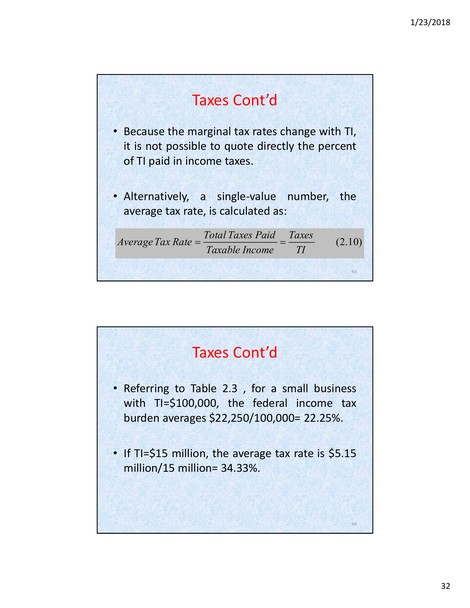 1/23/2018
Taxes Cont'd
• Because the marginal tax rates change with TI,
it is not possible to quote directly the percent
of TI paid in income taxes.
• Alternatively, a single-value number, the
average tax rate, is calculated as:
Average Tax Rate = Total Taxes Paid / Taxable Income = Taxes / TI (2.10)
63
Taxes Cont'd
• Referring to Table 2.3 , for a small business
with TI=$100,000, the federal income tax
burden averages $22,250/100,000= 22.25%.
• If TI=$15 million, the average tax rate is $5.15
million/15 million= 34.33%.
64
32